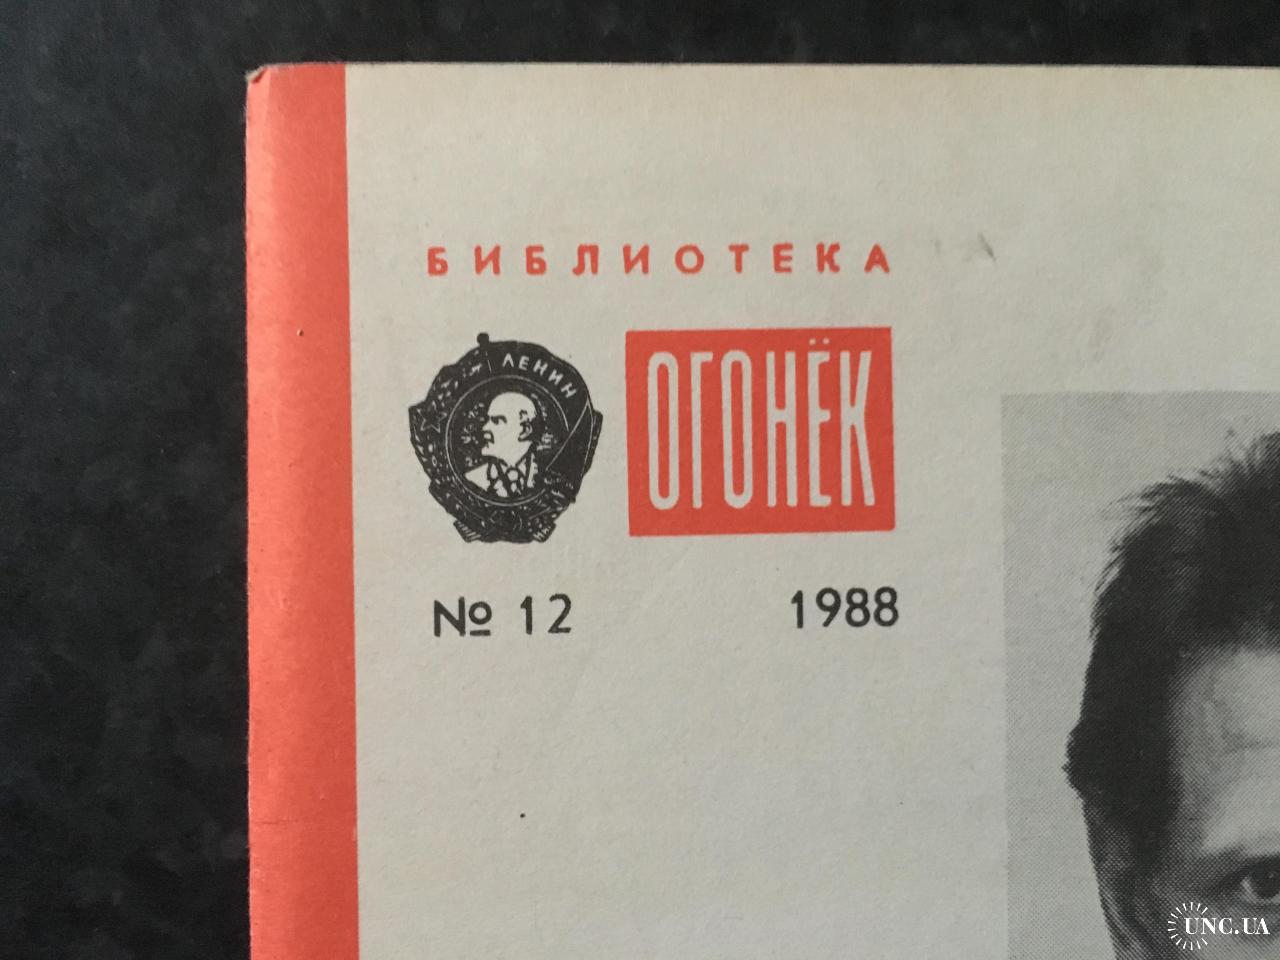 БИБЛИОТЕКА
ЛЕНИН
ОГОНЁК
№ 12 1988
UNC.UA